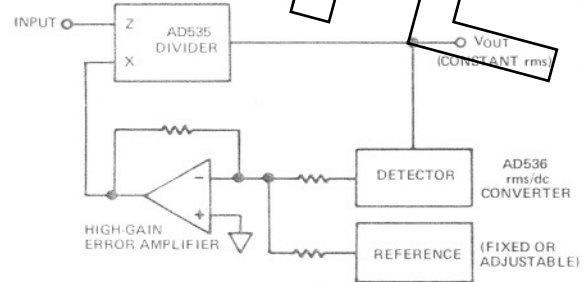 INPUT
Z
AD535
DIVIDER
X
VOUT
(CONSTANT rms)
DETECTOR
AD536
rms/dc
CONVERTER
HIGH-GAIN
ERROR AMPLIFIER
REFERENCE
(FIXED OR
ADJUSTABLE)